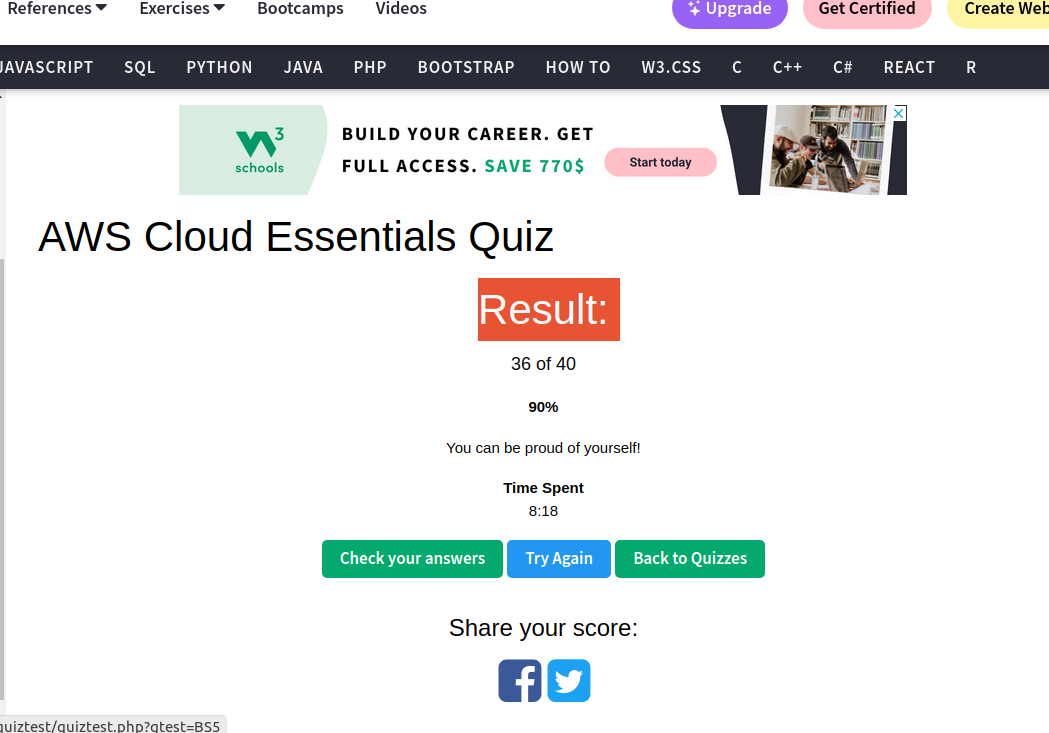 References
Exercises
Bootcamps
Videos
Upgrade
Get Certified
Create Web
JAVASCRIPT
SQL
PYTHON
JAVA
PHP
BOOTSTRAP
HOW TO
W3.CSS
C
C++
C#
REACT
R
3
schools
BUILD YOUR CAREER. GET
FULL ACCESS. SAVE 770$
Start today
AWS Cloud Essentials Quiz
Result:
36 of 40
90%
You can be proud of yourself!
Time Spent
8:18
Check your answers
Try Again
Back to Quizzes
Share your score:
quiztest/quiztest.php?qtest=BS5